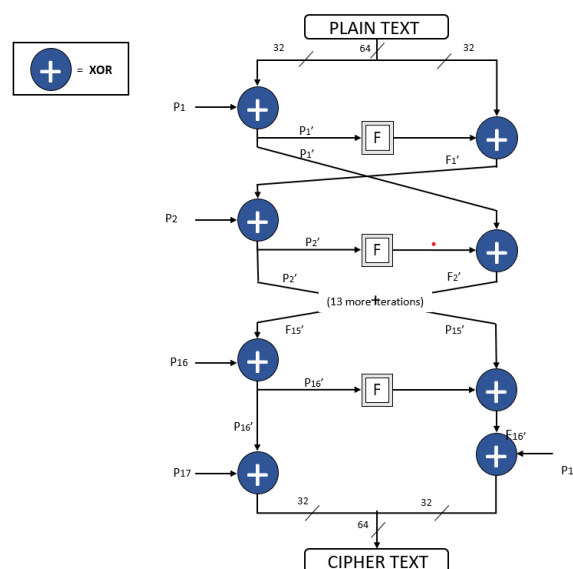 PLAIN TEXT
32
64
32
= XOR
P1
P1'
F
P1'
F1'
P2
P2'
F
P2'
F2'
(13 more iterations)
F15'
P15'
P16
P16'
F
P16'
F16'
P17
P1
32
32
64
CIPHER TEXT